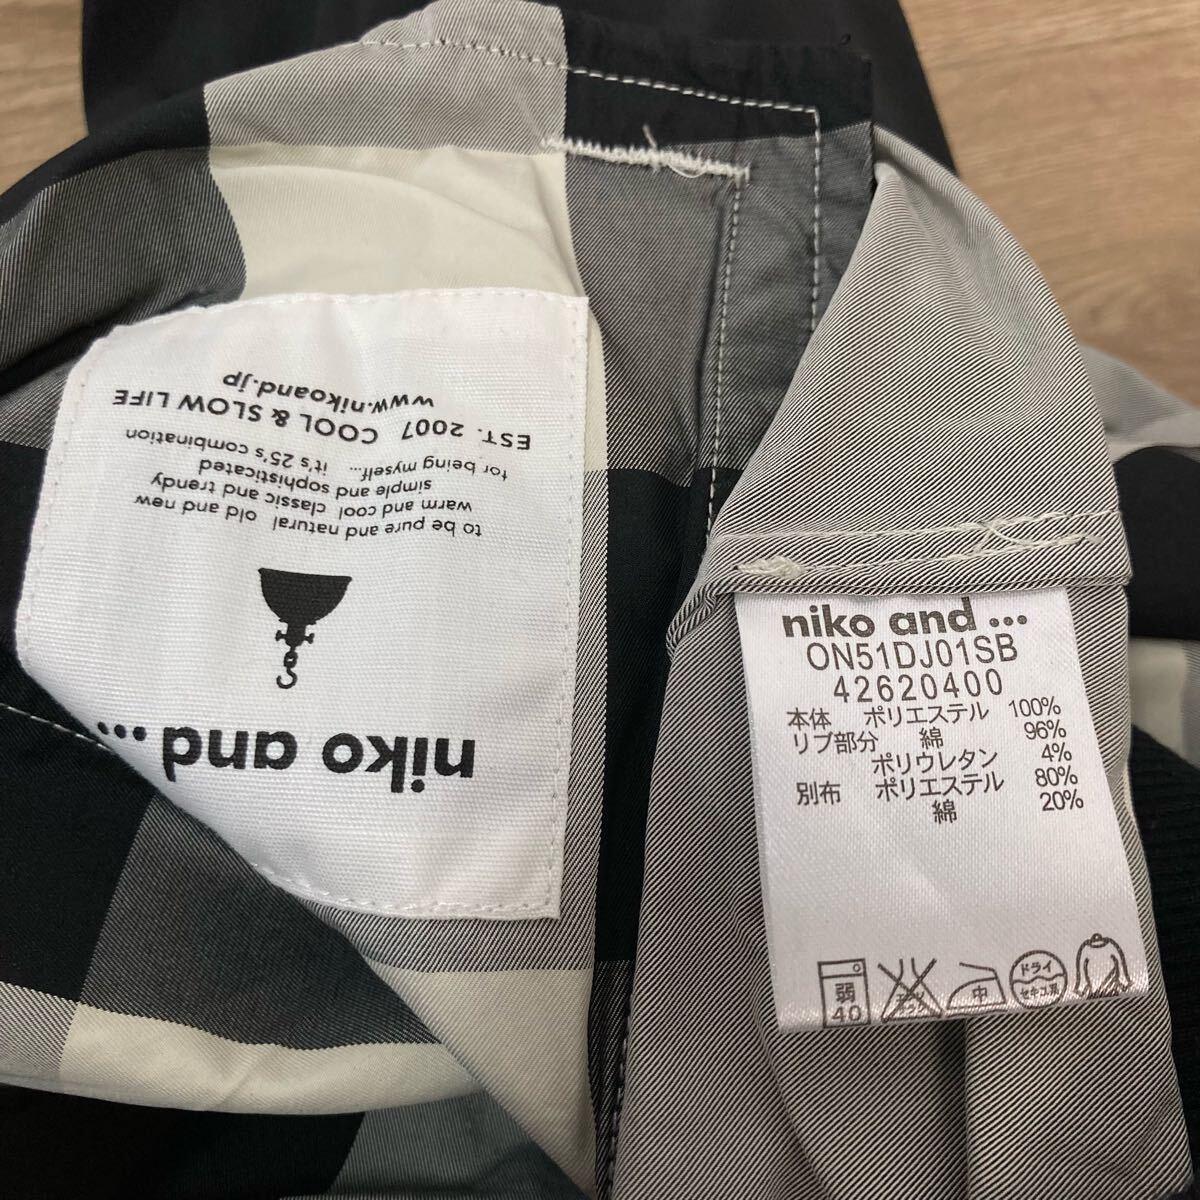 niko and ...
to be pure and natural old and new
warm and cool classic and trendy
simple and sophisticated
for being myself... it's 25's combination
EST. 2007 COOL & SLOW LIFE
www.nikoand.jp
niko and ...
ON51DJ01SB
42620400
本体 ポリエステル 100%
リブ部分 綿 96%
ポリウレタン 4%
別布 ポリエステル 80%
綿 20%
弱
40
中
ドライ
セキユ系